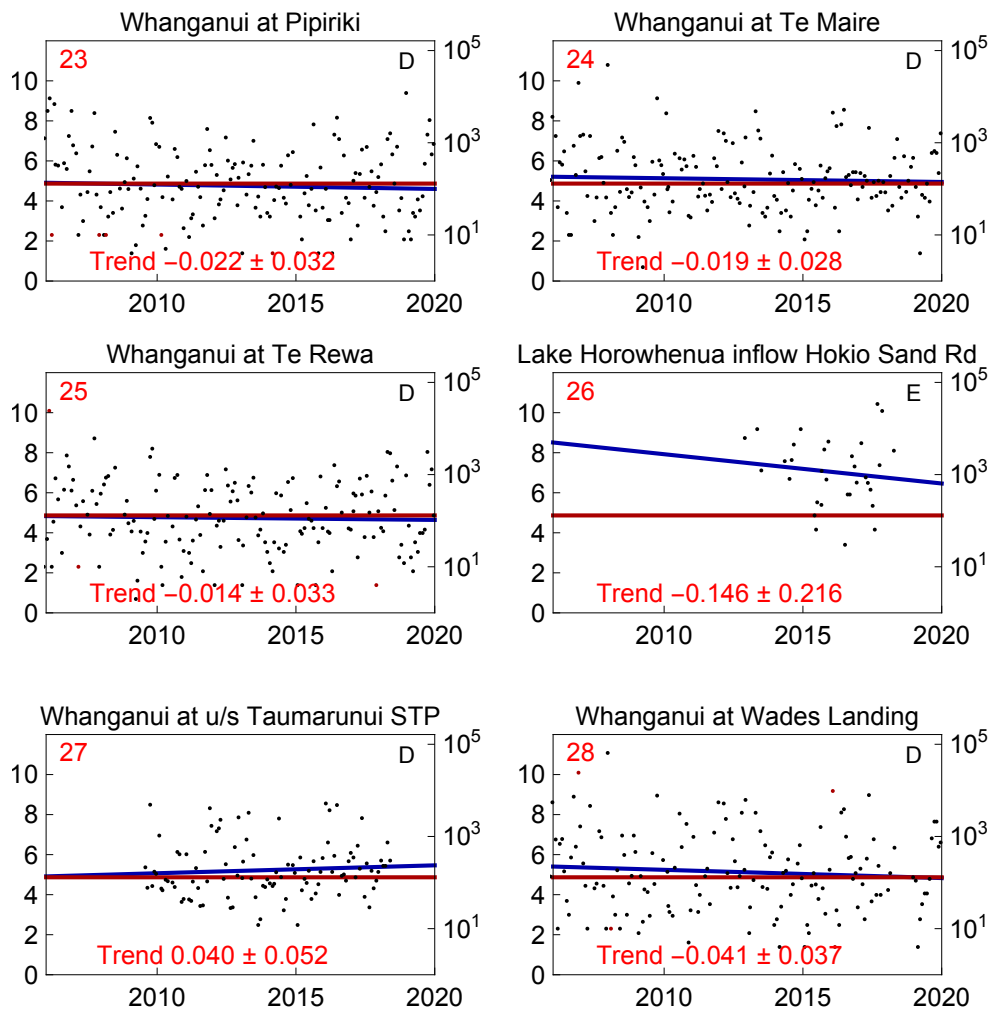 Whanganui at Pipiriki
23
D
10
8
6
4
2
0
10^5
10^3
10^1
Trend −0.022 ± 0.032
2010 2015 2020
Whanganui at Te Maire
24
D
10
8
6
4
2
0
10^5
10^3
10^1
Trend −0.019 ± 0.028
2010 2015 2020
Whanganui at Te Rewa
25
D
10
8
6
4
2
0
10^5
10^3
10^1
Trend −0.014 ± 0.033
2010 2015 2020
Lake Horowhenua inflow Hokio Sand Rd
26
E
10
8
6
4
2
0
10^5
10^3
10^1
Trend −0.146 ± 0.216
2010 2015 2020
Whanganui at u/s Taumarunui STP
27
D
10
8
6
4
2
0
10^5
10^3
10^1
Trend 0.040 ± 0.052
2010 2015 2020
Whanganui at Wades Landing
28
D
10
8
6
4
2
0
10^5
10^3
10^1
Trend −0.041 ± 0.037
2010 2015 2020